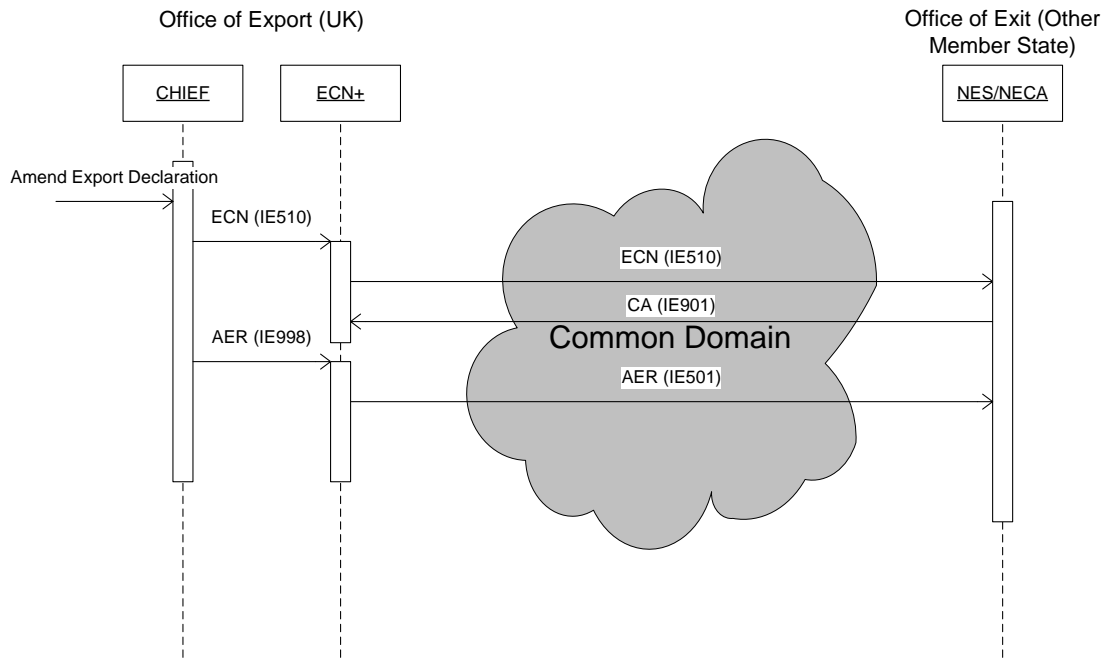 Office of Export (UK)
Office of Exit (Other
Member State)
CHIEF
ECN+
NES/NECA
Amend Export Declaration
ECN (IE510)
ECN (IE510)
CA (IE901)
Common Domain
AER (IE998)
AER (IE501)